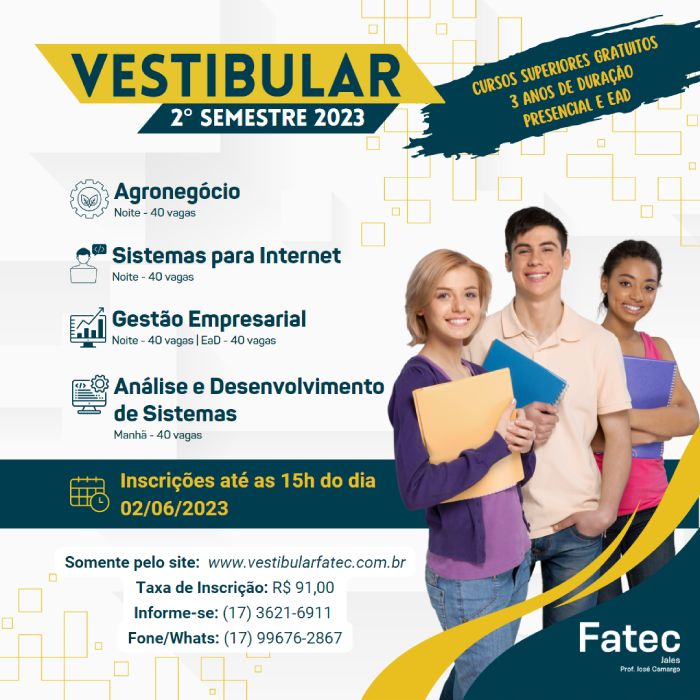 VESTIBULAR
2° SEMESTRE 2023
CURSOS SUPERIORES GRATUITOS
3 ANOS DE DURAÇÃO
PRESENCIAL E EAD
Agronegócio
Noite - 40 vagas
Sistemas para Internet
Noite - 40 vagas
Gestão Empresarial
Noite - 40 vagas | EaD - 40 vagas
Análise e Desenvolvimento
de Sistemas
Manhã - 40 vagas
Inscrições até as 15h do dia
02/06/2023
Somente pelo site: www.vestibularfatec.com.br
Taxa de Inscrição: R$ 91,00
Informe-se: (17) 3621-6911
Fone/Whats: (17) 99676-2867
Fatec
Jales
Prof. José Camargo